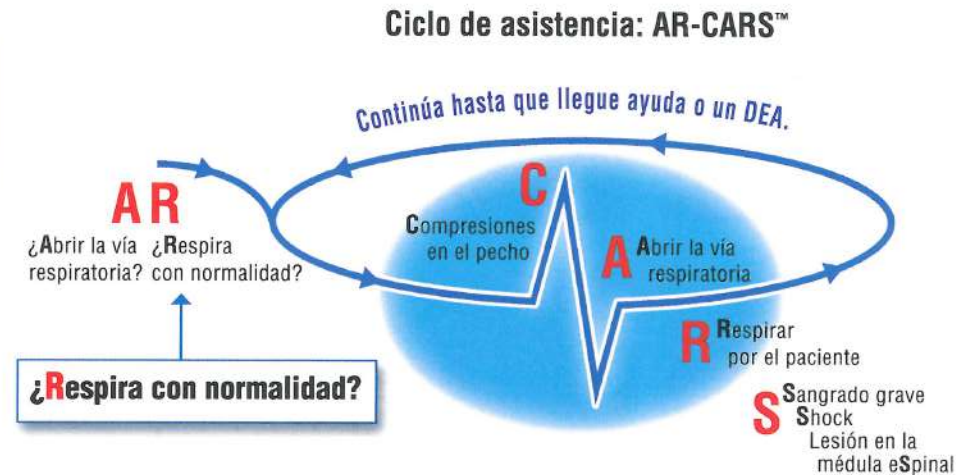 Ciclo de asistencia: AR-CARS™
Continúa hasta que llegue ayuda o un DEA.
AR
¿Abrir la vía respiratoria?
¿Respira con normalidad?
¿Respira con normalidad?
C
Compresiones
en el pecho
A
Abrir la vía
respiratoria
R
Respirar
por el paciente
S
Sangrado grave
Shock
Lesión en la
médula eSpinal